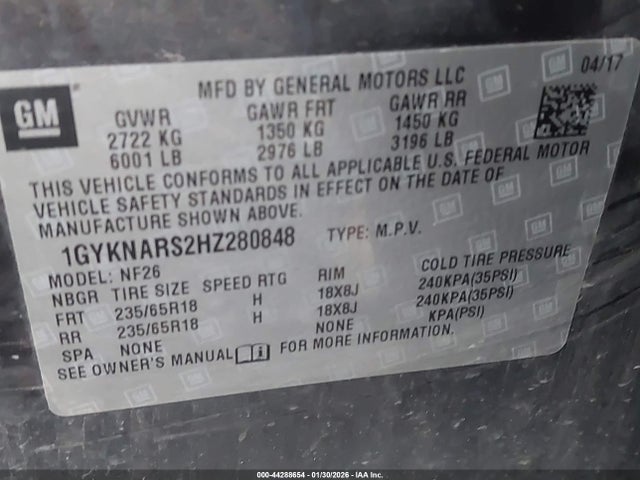 GM
MFD BY GENERAL MOTORS LLC 04/17
GVWR GAWR FRT GAWR RR
2722 KG 1350 KG 1450 KG
6001 LB 2976 LB 3196 LB
THIS VEHICLE CONFORMS TO ALL APPLICABLE U.S. FEDERAL MOTOR
VEHICLE SAFETY STANDARDS IN EFFECT ON THE DATE OF
MANUFACTURE SHOWN ABOVE.
1GYKNARS2HZ280848 TYPE: M.P.V.
MODEL: NF26
NBGR TIRE SIZE SPEED RTG RIM COLD TIRE PRESSURE
FRT 235/65R18 H 18X8J 240KPA(35PSI)
RR 235/65R18 H 18X8J 240KPA(35PSI)
SPA NONE NONE KPA(PSI)
SEE OWNER'S MANUAL FOR MORE INFORMATION.
000-44288654 - 01/30/2026 - IAA Inc.